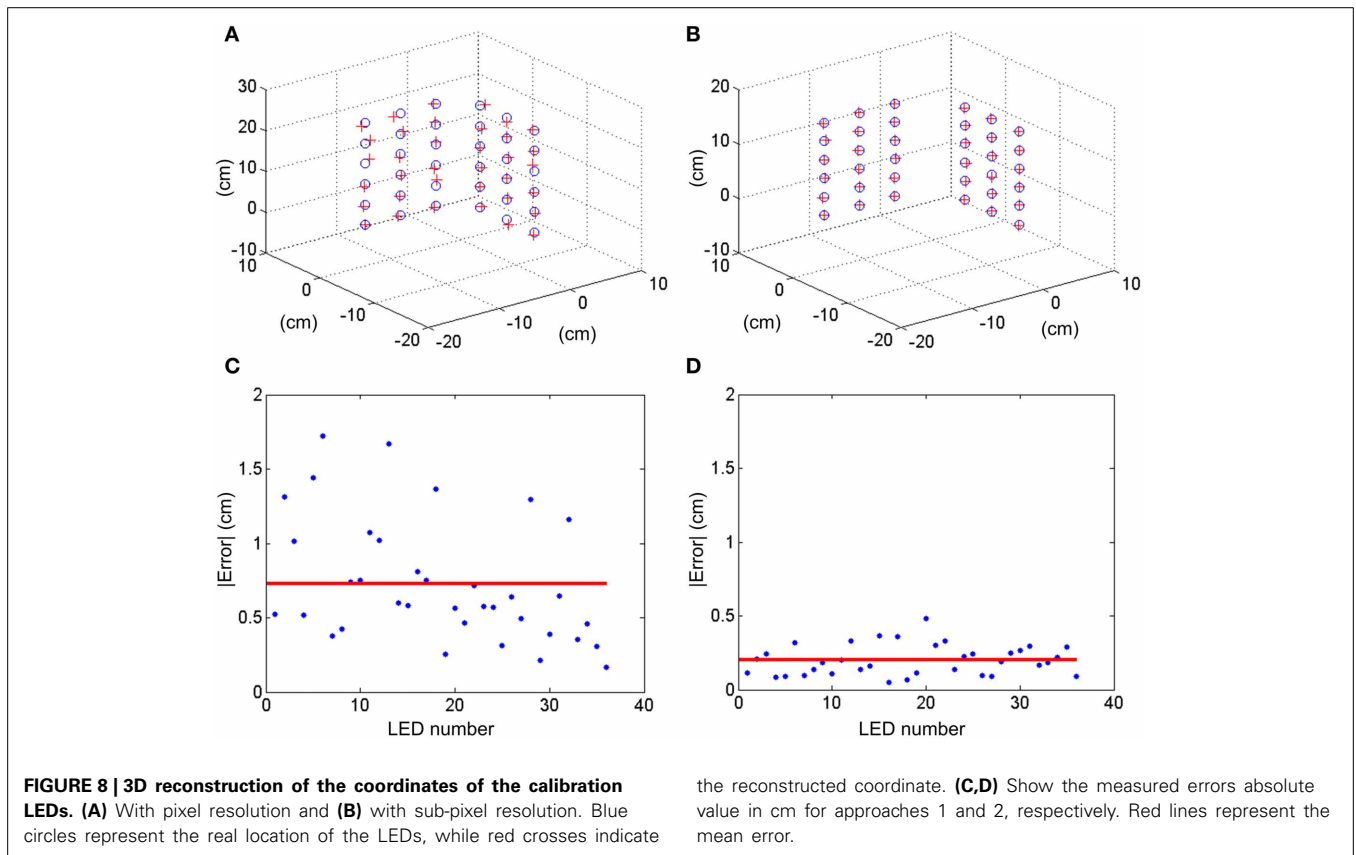 A
30
20
10
0
-10
(cm)
10
0
-10
-20
(cm)
-20
-10
0
10
(cm)
B
20
10
0
-10
(cm)
10
0
-10
-20
(cm)
-20
-10
0
10
(cm)
C
2
1.5
1
0.5
0
|Error| (cm)
0 10 20 30 40
LED number
D
2
1.5
1
0.5
0
|Error| (cm)
0 10 20 30 40
LED number
FIGURE 8 | 3D reconstruction of the coordinates of the calibration
LEDs. (A) With pixel resolution and (B) with sub-pixel resolution. Blue
circles represent the real location of the LEDs, while red crosses indicate
the reconstructed coordinate. (C,D) Show the measured errors absolute
value in cm for approaches 1 and 2, respectively. Red lines represent the
mean error.